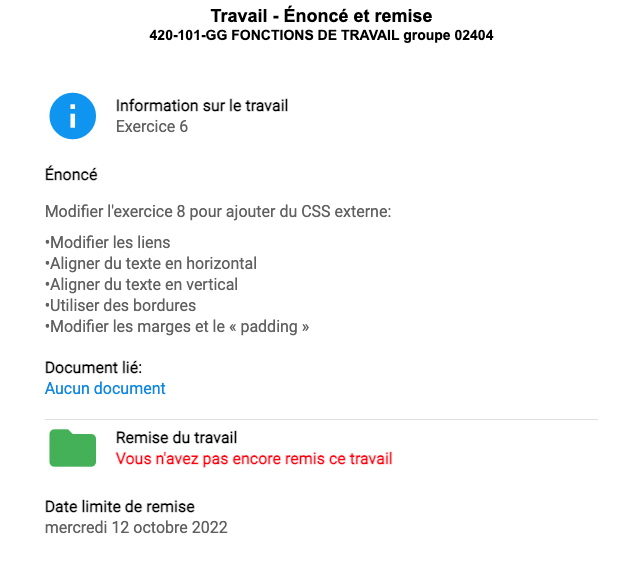 Travail - Énoncé et remise
420-101-GG FONCTIONS DE TRAVAIL groupe 02404
Information sur le travail
Exercice 6
Énoncé
Modifier l'exercice 8 pour ajouter du CSS externe:
•Modifier les liens
•Aligner du texte en horizontal
•Aligner du texte en vertical
•Utiliser des bordures
•Modifier les marges et le « padding »
Document lié:
Aucun document
Remise du travail
Vous n'avez pas encore remis ce travail
Date limite de remise
mercredi 12 octobre 2022